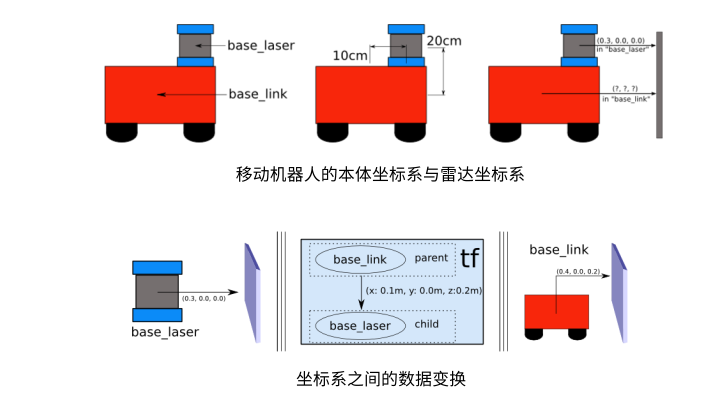 base_laser
base_link
10cm
20cm
(0.3, 0.0, 0.0)
in "base_laser"
(?, ?, ?)
in "base_link"
移动机器人的本体坐标系与雷达坐标系
(0.3, 0.0, 0.0)
base_laser
base_link
parent
tf
(x: 0.1m, y: 0.0m, z:0.2m)
base_laser
child
base_link
(0.4, 0.0, 0.2)
坐标系之间的数据变换